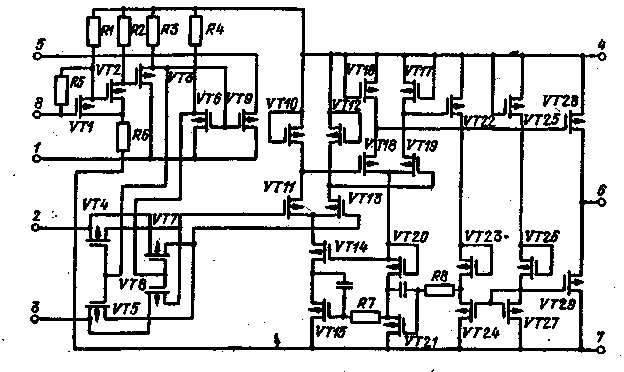 R1 R2 R3 R4
5 4
R5 VT2 VT3 VT16 VT17
8 VT1 VT6 VT9 VT10 VT12 VT22 VT25 VT28
R6
1 VT18 VT19
VT4 VT7 VT11 VT13 6
2
VT14 VT20 VT23 VT26
VT8
VT5 R8
3 R7 VT29
VT15 VT21 VT24 VT27
7